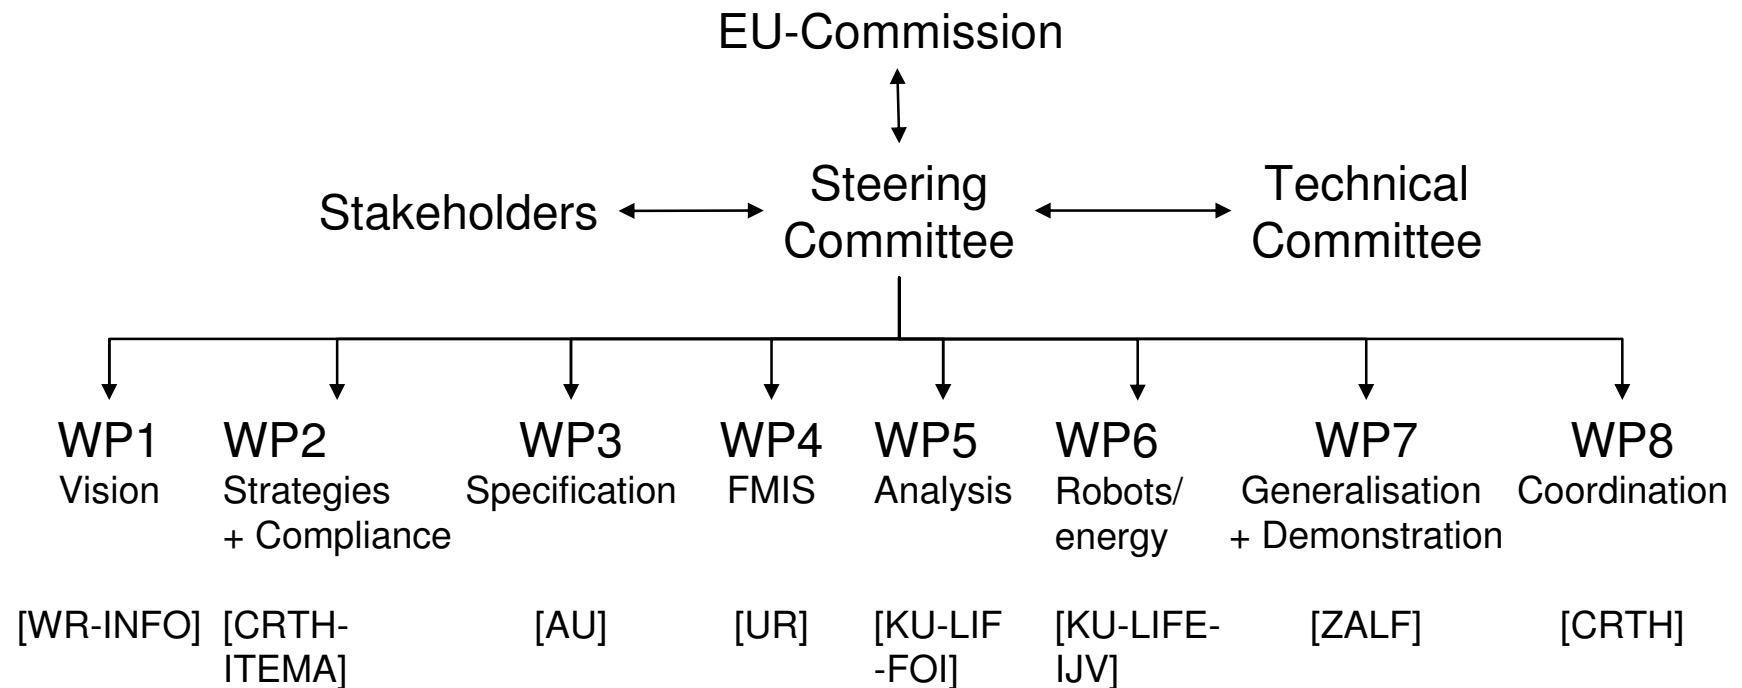 EU-Commission
Stakeholders
Steering
Committee
Technical
Committee
WP1
Vision
[WR-INFO]
WP2
Strategies
+ Compliance
[CRTH-
ITEMA]
WP3
Specification
[AU]
WP4
FMIS
[UR]
WP5
Analysis
[KU-LIF
-FOI]
WP6
Robots/
energy
[KU-LIFE-
IJV]
WP7
Generalisation
+ Demonstration
[ZALF]
WP8
Coordination
[CRTH]